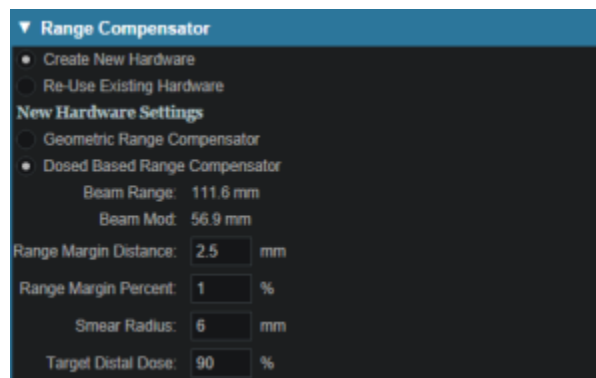 Range Compensator
Create New Hardware
Re-Use Existing Hardware
New Hardware Settings
Geometric Range Compensator
Dosed Based Range Compensator
Beam Range: 111.6 mm
Beam Mod: 56.9 mm
Range Margin Distance: 2.5 mm
Range Margin Percent: 1 %
Smear Radius: 6 mm
Target Distal Dose: 90 %